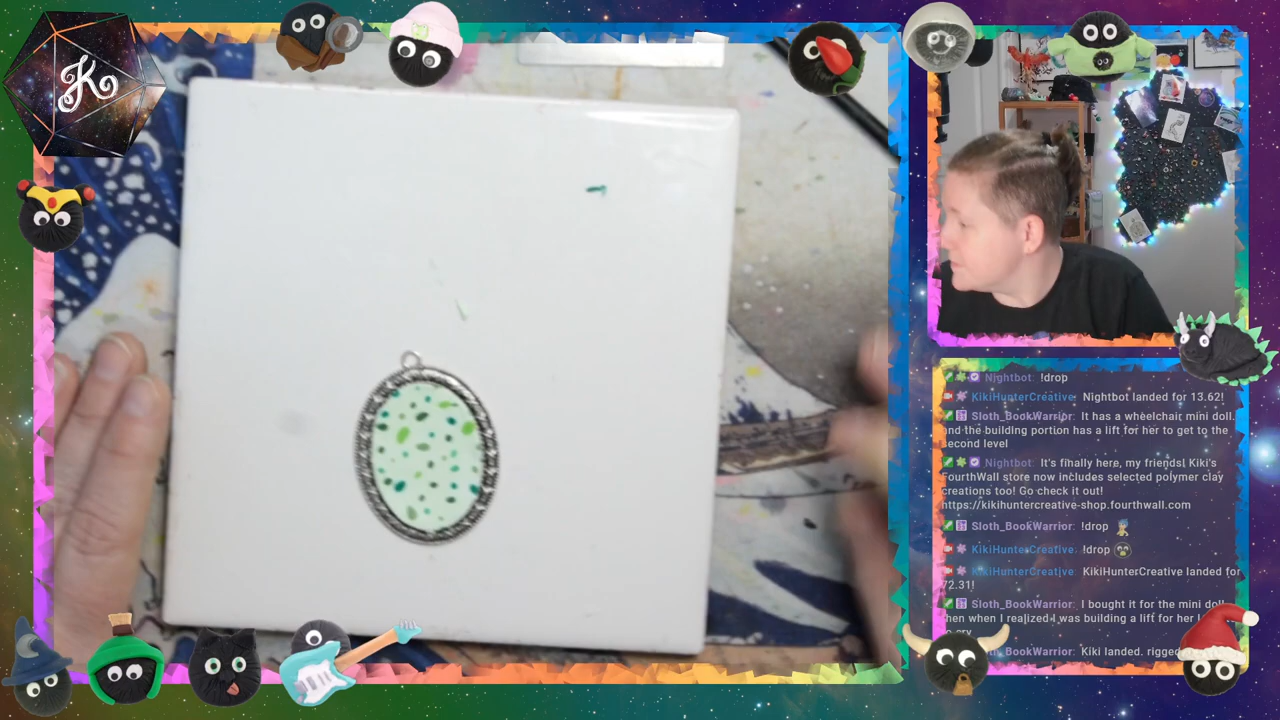 K
Nightbot: !drop
KikiHunterCreative: Nightbot landed for 13.62!
Sloth_BookWarrior: It has a wheelchair mini doll.
and the building portion has a lift for her to get to the
second level
Nightbot: It's finally here, my friends! Kiki's
FourthWall store now includes selected polymer clay
creations too! Go check it out!
https://kikihuntercreative-shop.fourthwall.com
Sloth_BookWarrior: !drop
KikiHunterCreative: !drop
KikiHunterCreative: KikiHunterCreative landed for
72.31!
Sloth_BookWarrior: I bought it for the mini doll
then when I realized I was building a lift for her I
BookWarrior: Kiki landed. rigged